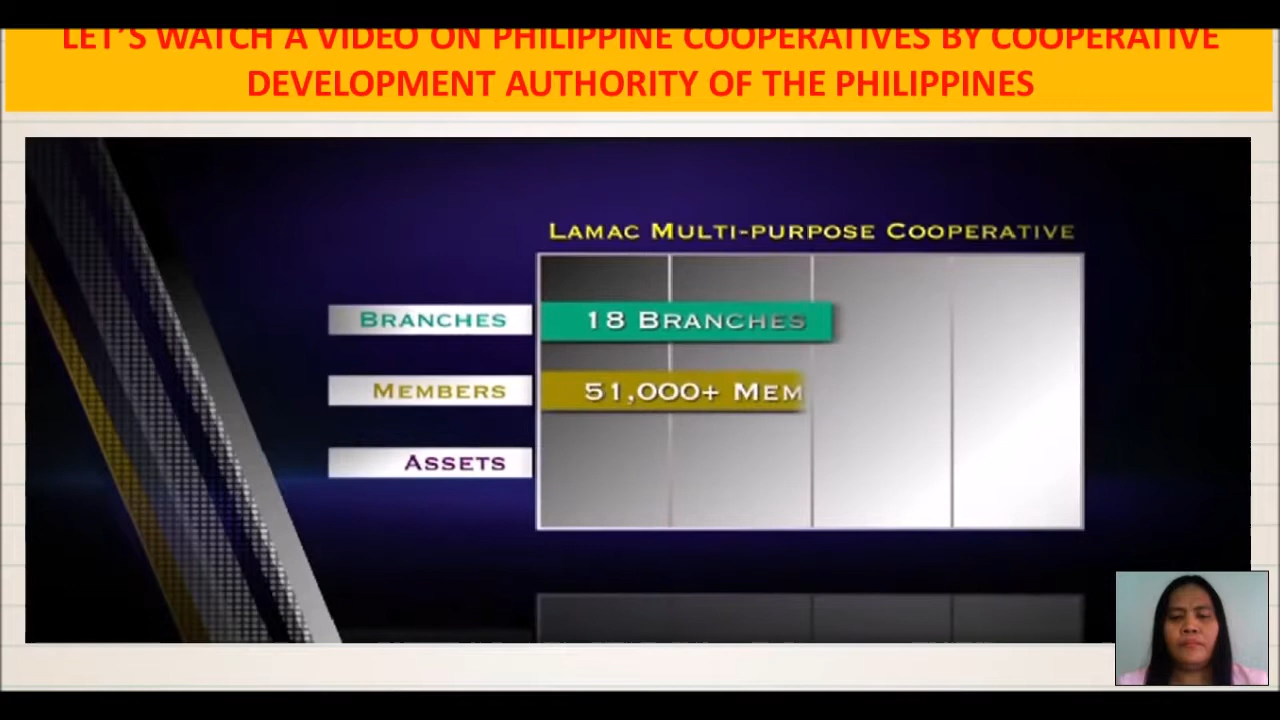 LET'S WATCH A VIDEO ON PHILIPPINE COOPERATIVES BY COOPERATIVE
DEVELOPMENT AUTHORITY OF THE PHILIPPINES
LAMAC MULTI-PURPOSE COOPERATIVE
BRANCHES 18 BRANCHES
MEMBERS 51,000+ MEM
ASSETS